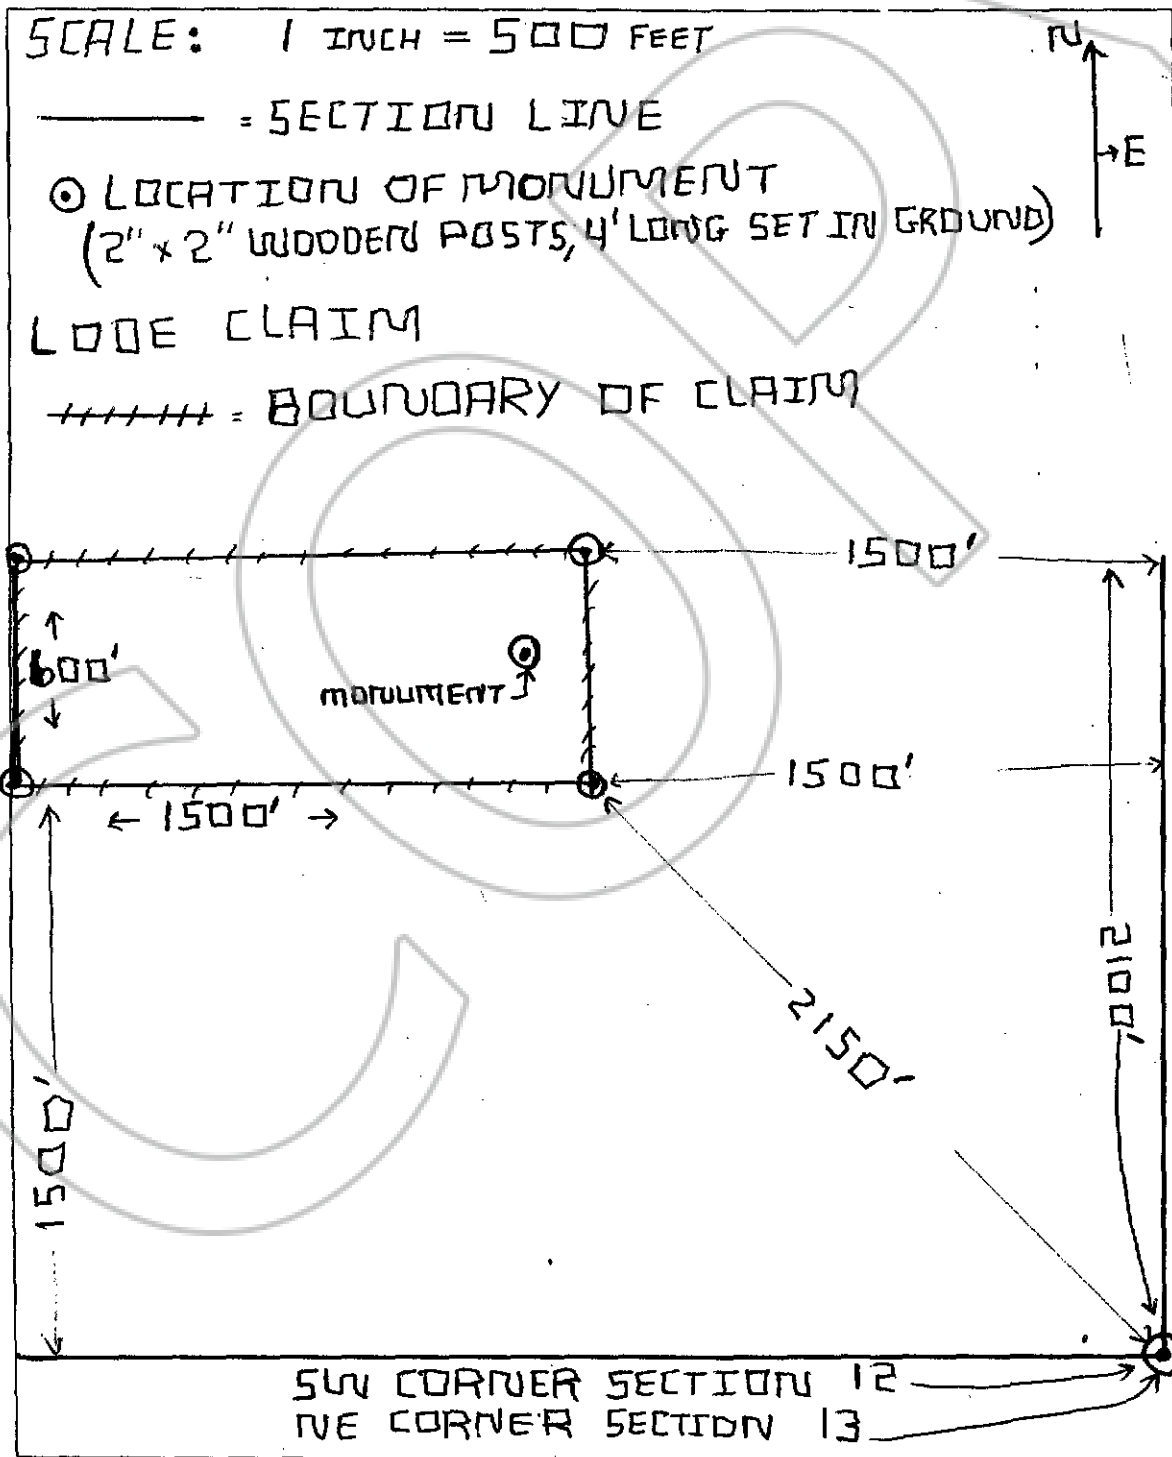 SCALE: 1 INCH = 500 FEET
N
= SECTION LINE
E
LOCATION OF MONUMENT
(2" x 2" WOODEN POSTS, 4' LONG SET IN GROUND)
LODE CLAIM
= BOUNDARY OF CLAIM
1500'
600'
MONUMENT
1500'
1500'
2100'
2150'
1500'
SW CORNER SECTION 12
NE CORNER SECTION 13
COPY